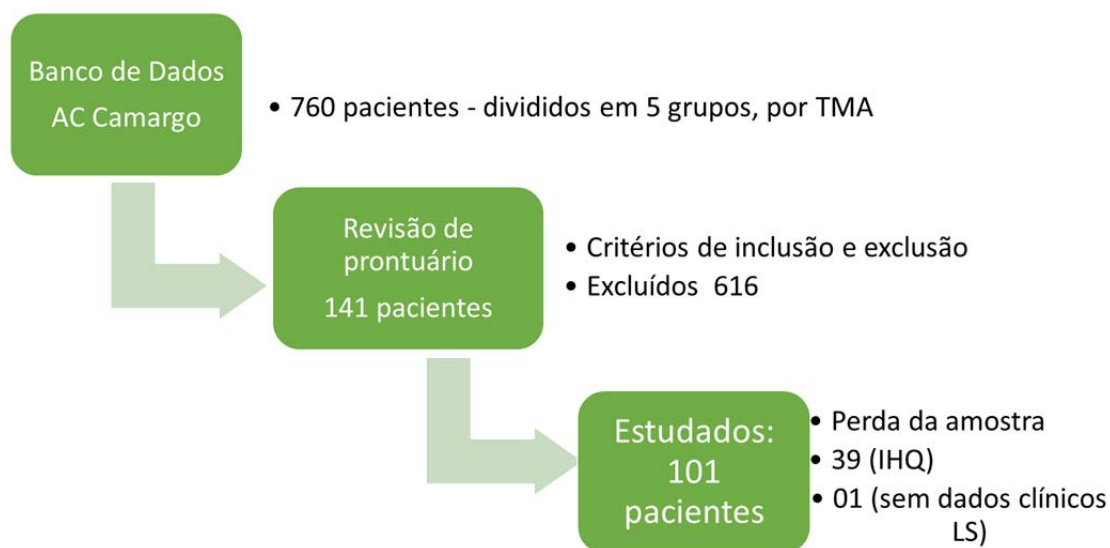 Banco de Dados
AC Camargo
• 760 pacientes - divididos em 5 grupos, por TMA
Revisão de
prontuário
141 pacientes
• Critérios de inclusão e exclusão
• Excluídos 616
Estudados:
101
pacientes
• Perda da amostra
• 39 (IHQ)
• 01 (sem dados clínicos
LS)